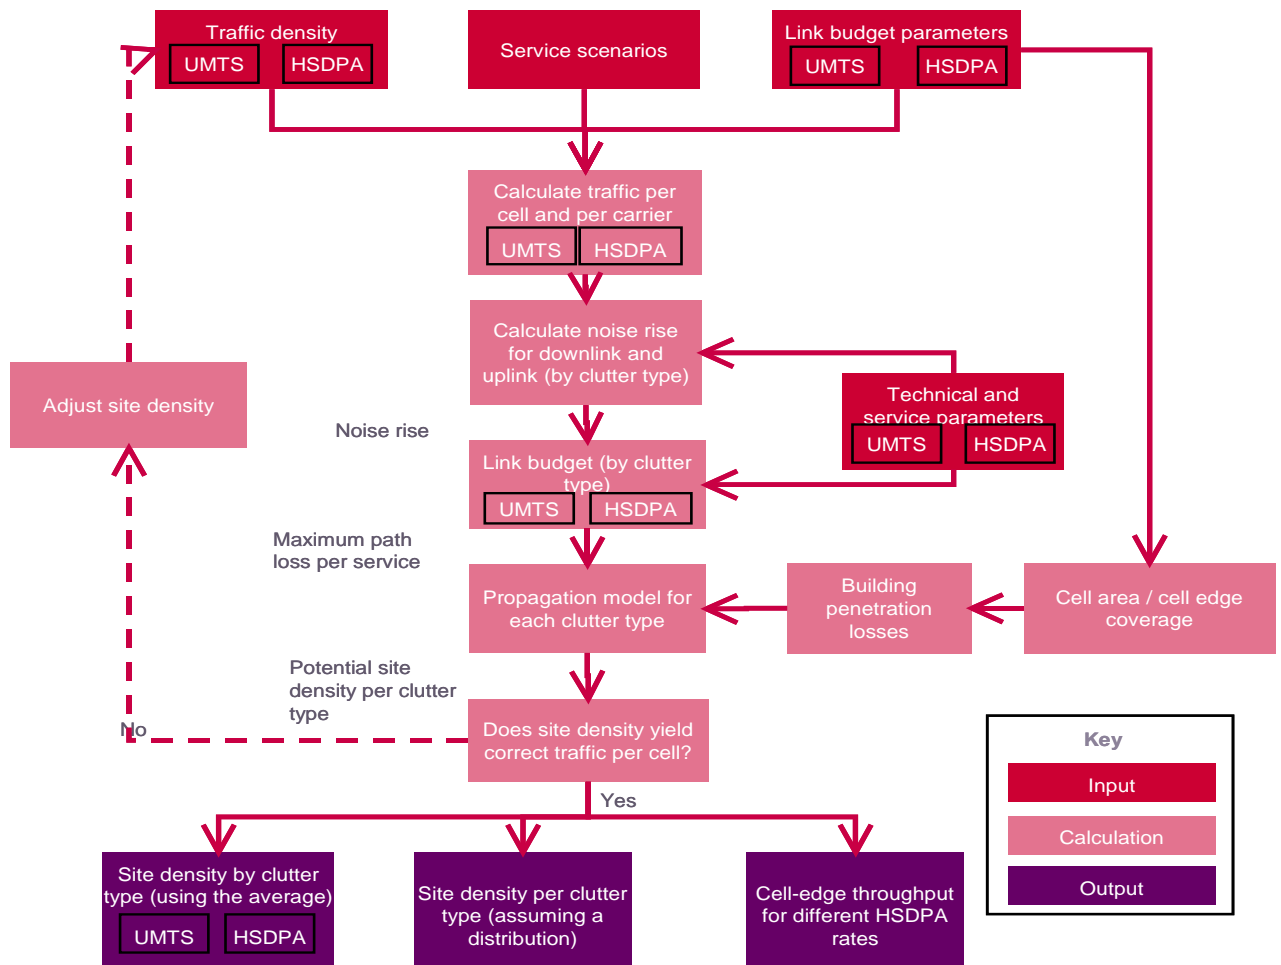 Traffic density
UMTS
HSDPA
Service scenarios
Link budget parameters
UMTS
HSDPA
Calculate traffic per
cell and per carrier
UMTS
HSDPA
Calculate noise rise
for downlink and
uplink (by clutter type)
Technical and
service parameters
UMTS
HSDPA
Adjust site density
Noise rise
Link budget (by clutter
type)
UMTS
HSDPA
Maximum path
loss per service
Propagation model for
each clutter type
Building
penetration
losses
Cell area / cell edge
coverage
Potential site
density per clutter
type
No
Does site density yield
correct traffic per cell?
Yes
Key
Input
Calculation
Output
Site density by clutter
type (using the average)
UMTS
HSDPA
Site density per clutter
type (assuming a
distribution)
Cell-edge throughput
for different HSDPA
rates